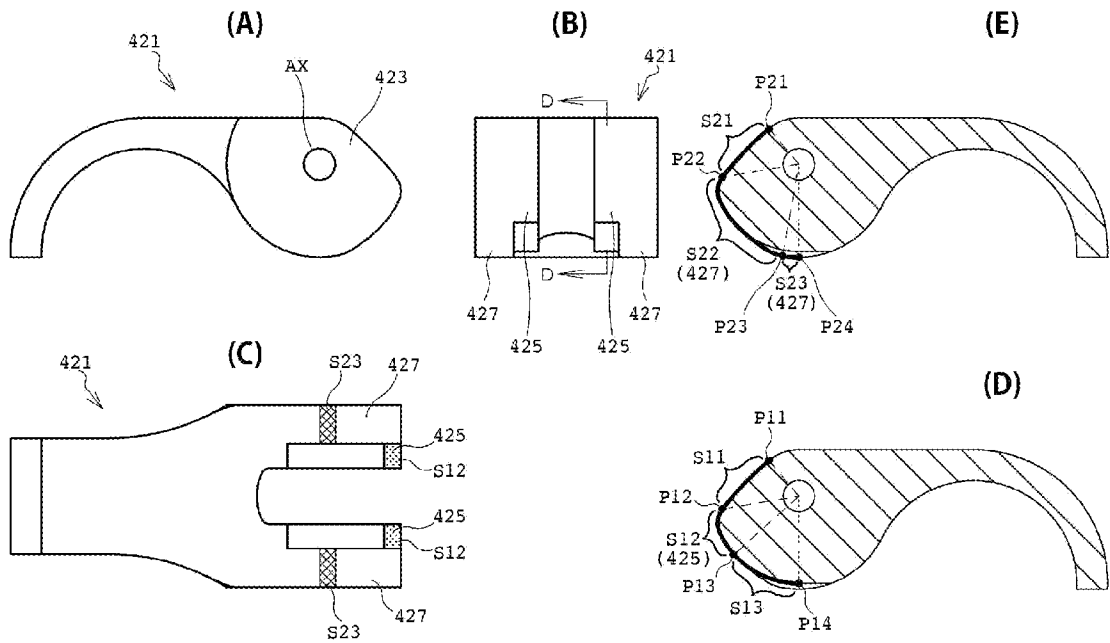 (A)
421
AX
423
(B)
421
D
D
427
425
425
427
(E)
P21
S21
P22
S22
(427)
S23
(427)
P23
P24
(C)
421
S23
427
425
S12
425
S12
427
S23
(D)
P11
S11
P12
S12
(425)
P13
S13
P14